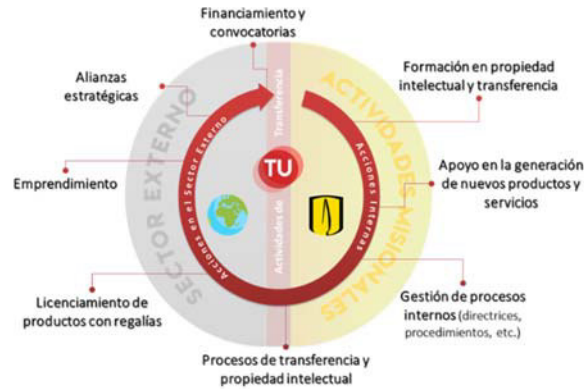 Financiamiento y
convocatorias
Alianzas
estratégicas
Formación en propiedad
intelectual y transferencia
Emprendimiento
Apoyo en la generación
de nuevos productos y
servicios
Licenciamiento de
productos con regalías
Gestión de procesos
internos (directrices,
procedimientos, etc.)
Procesos de transferencia y
propiedad intelectual
SECTOR EXTERNO
ACTIVIDADES MISIONALES
Acciones en el Sector Externo
Acciones Internas
Actividades de
Transferencia
TU